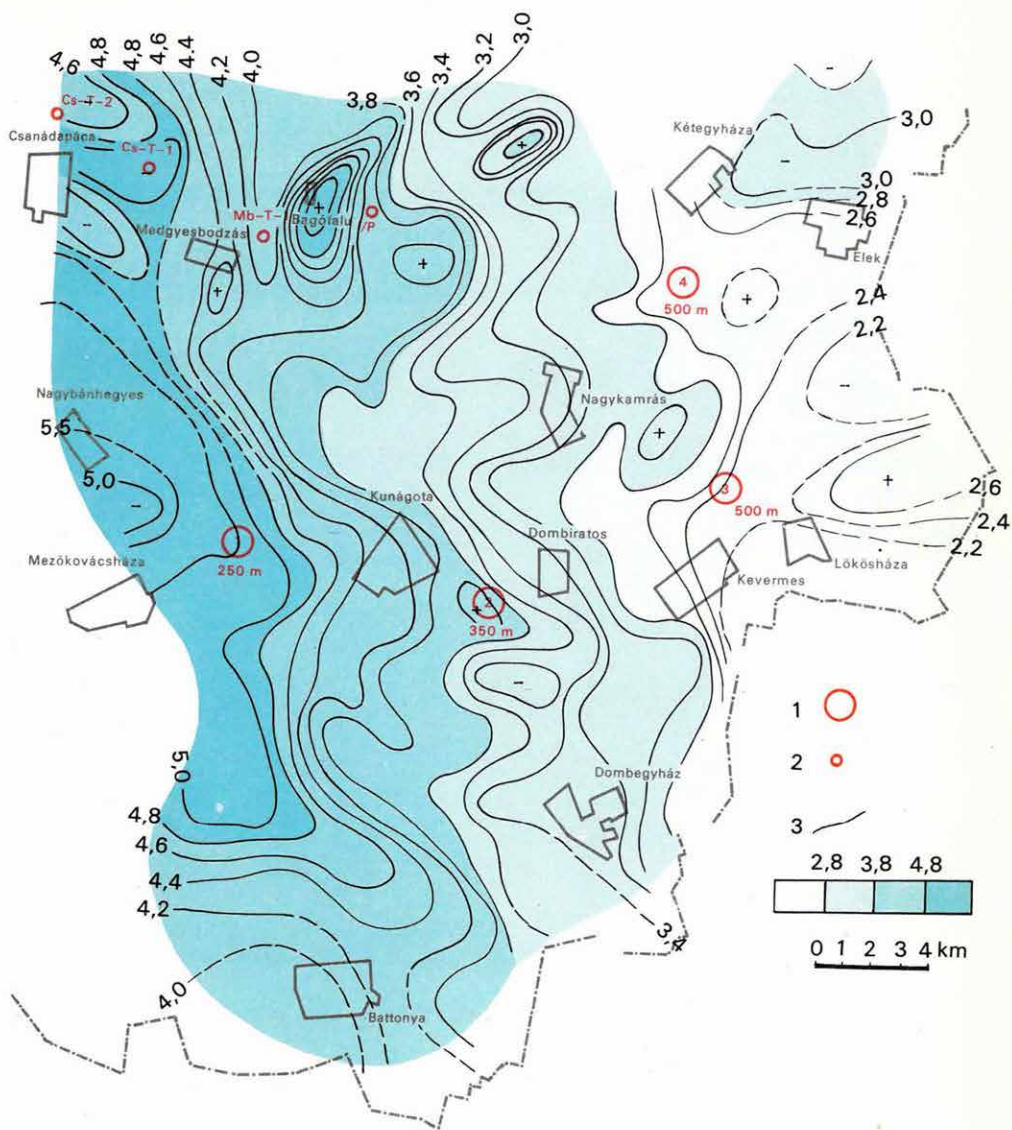 4,6
4,8
4,8
4,6
4.4
4,2
4,0
3,8
3,6
3,4
3,2
3,0
Cs-T-2
Csanádapáca
Cs-T-1
Kétegyháza
3,0
3,0
2,8
2,6
Elek
Mb-T-
Bagófalu
/P
Medgyesbodzás
4
500 m
2,4
2,2
Nagybánhegyes
5,5
5,0
Nagykamrás
Kunágota
3
500 m
2,6
2,4
2,2
Dombiratos
Lőkösháza
Mezőkovácsháza
250 m
Kevermes
2
350 m
1
2
3
5,0
Dombegyház
4,8
4,6
4,4
4,2
4,0
3,4
2,8 3,8 4,8
0 1 2 3 4 km
Battonya